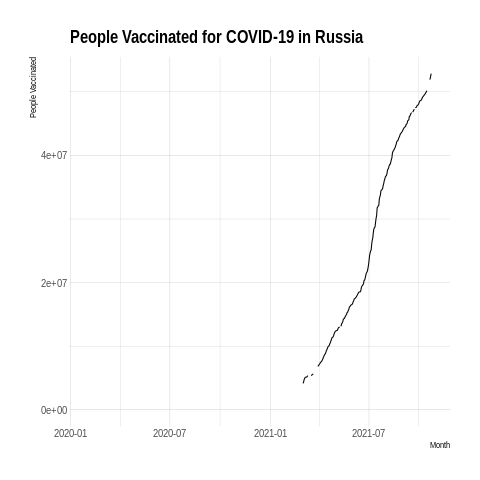 People Vaccinated for COVID-19 in Russia
People Vaccinated
4e+07
2e+07
0e+00
2020-01 2020-07 2021-01 2021-07
Month